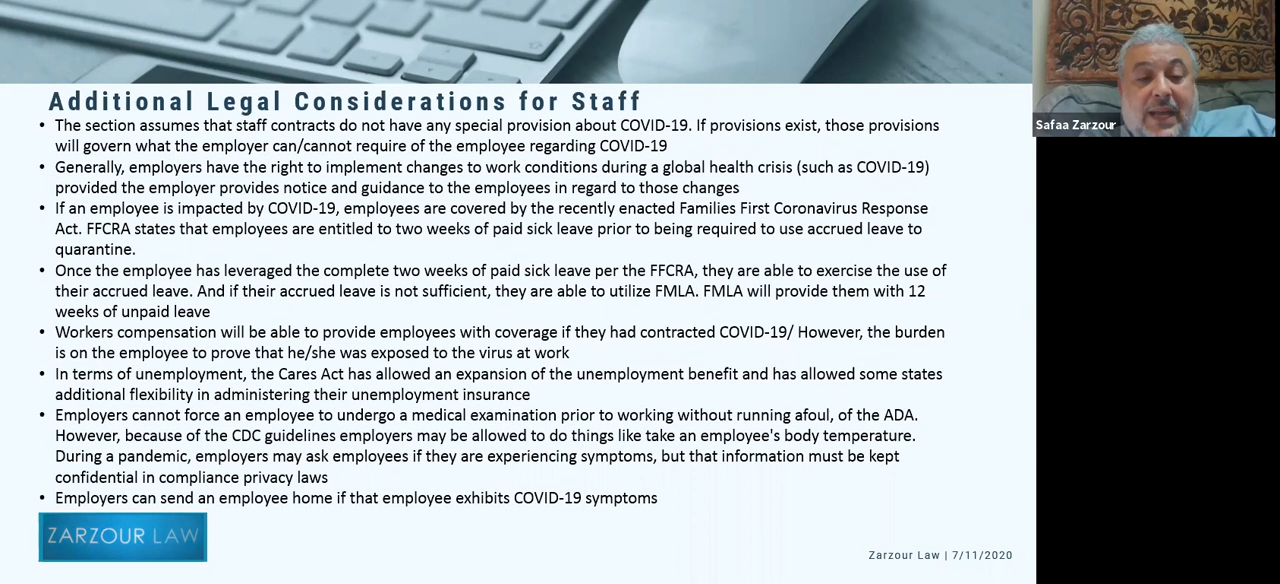 Additional Legal Considerations for Staff
Safaa Zarzour
• The section assumes that staff contracts do not have any special provision about COVID-19. If provisions exist, those provisions
will govern what the employer can/cannot require of the employee regarding COVID-19
• Generally, employers have the right to implement changes to work conditions during a global health crisis (such as COVID-19)
provided the employer provides notice and guidance to the employees in regard to those changes
• If an employee is impacted by COVID-19, employees are covered by the recently enacted Families First Coronavirus Response
Act. FFCRA states that employees are entitled to two weeks of paid sick leave prior to being required to use accrued leave to
quarantine.
• Once the employee has leveraged the complete two weeks of paid sick leave per the FFCRA, they are able to exercise the use of
their accrued leave. And if their accrued leave is not sufficient, they are able to utilize FMLA. FMLA will provide them with 12
weeks of unpaid leave
• Workers compensation will be able to provide employees with coverage if they had contracted COVID-19/ However, the burden
is on the employee to prove that he/she was exposed to the virus at work
• In terms of unemployment, the Cares Act has allowed an expansion of the unemployment benefit and has allowed some states
additional flexibility in administering their unemployment insurance
• Employers cannot force an employee to undergo a medical examination prior to working without running afoul, of the ADA.
However, because of the CDC guidelines employers may be allowed to do things like take an employee's body temperature.
During a pandemic, employers may ask employees if they are experiencing symptoms, but that information must be kept
confidential in compliance privacy laws
• Employers can send an employee home if that employee exhibits COVID-19 symptoms
ZARZOUR LAW
Zarzour Law | 7/11/2020